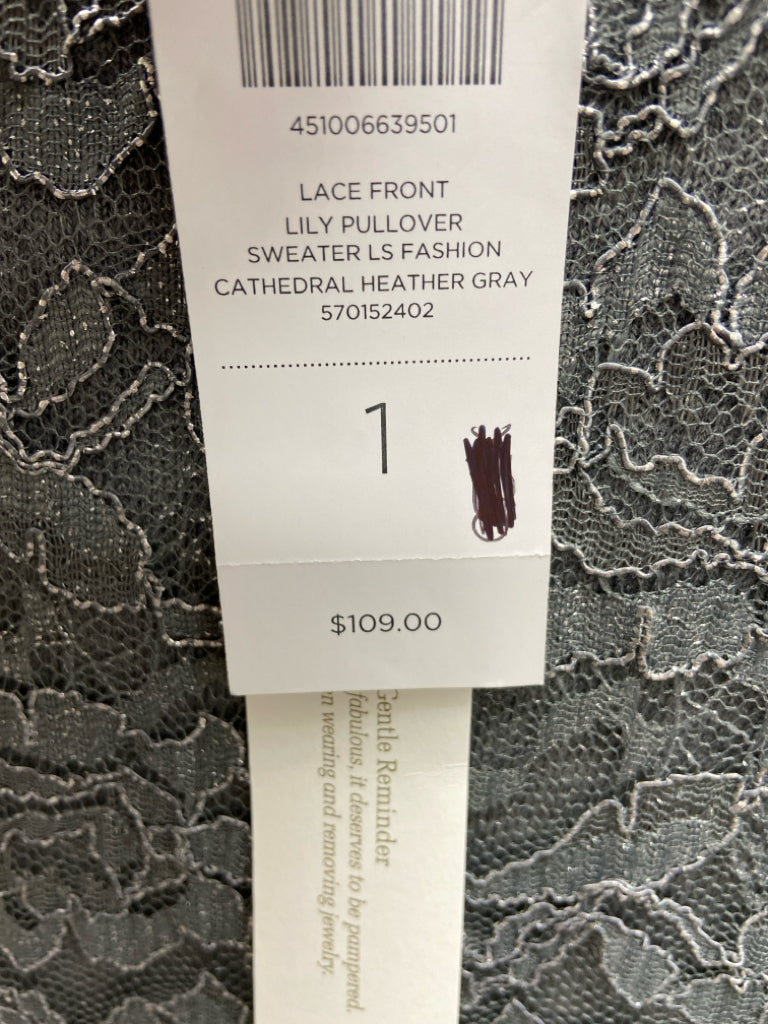 451006639501
LACE FRONT
LILY PULLOVER
SWEATER LS FASHION
CATHEDRAL HEATHER GRAY
570152402
1
$109.00
Gentle Reminder
fabulous, it deserves to be pampered.
wearing and removing jewelry.